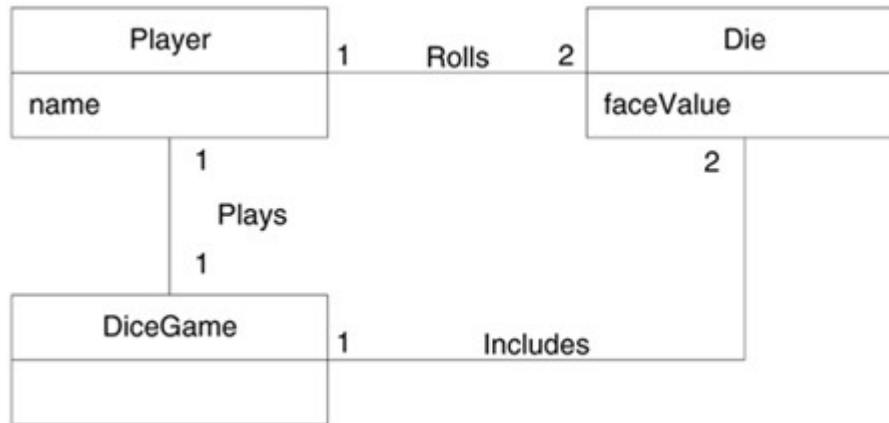 Player
Die
1 Rolls 2
name
faceValue
1
2
Plays
1
DiceGame
1 Includes